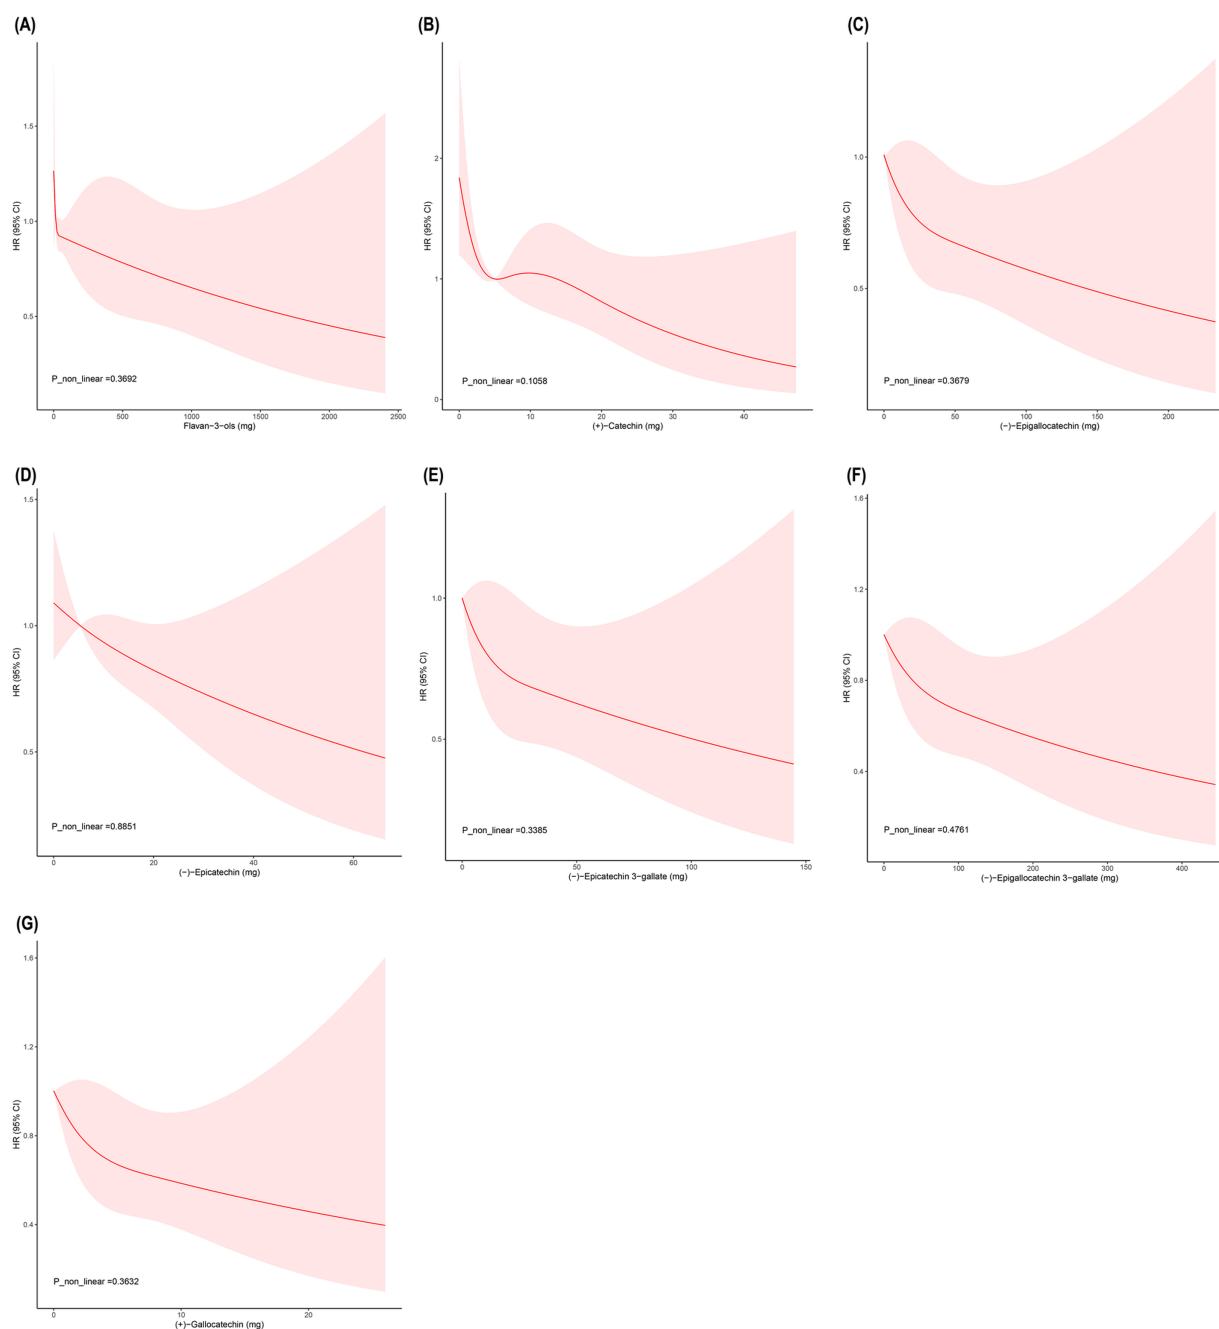 (A)
HR (95% CI)
1.5
1.0
0.5
P_non_linear =0.3692
0 500 1000 1500 2000 2500
Flavan−3−ols (mg)
(B)
HR (95% CI)
2
1
0
P_non_linear =0.1058
0 10 20 30 40
(+)−Catechin (mg)
(C)
HR (95% CI)
1.0
0.5
P_non_linear =0.3679
0 50 100 150 200
(−)−Epigallocatechin (mg)
(D)
HR (95% CI)
1.5
1.0
0.5
P_non_linear =0.8851
0 20 40 60
(−)−Epicatechin (mg)
(E)
HR (95% CI)
1.0
0.5
P_non_linear =0.3385
0 50 100 150
(−)−Epicatechin 3−gallate (mg)
(F)
HR (95% CI)
1.6
1.2
0.8
0.4
P_non_linear =0.4761
0 100 200 300 400
(−)−Epigallocatechin 3−gallate (mg)
(G)
HR (95% CI)
1.6
1.2
0.8
0.4
P_non_linear =0.3632
0 10 20
(+)−Gallocatechin (mg)